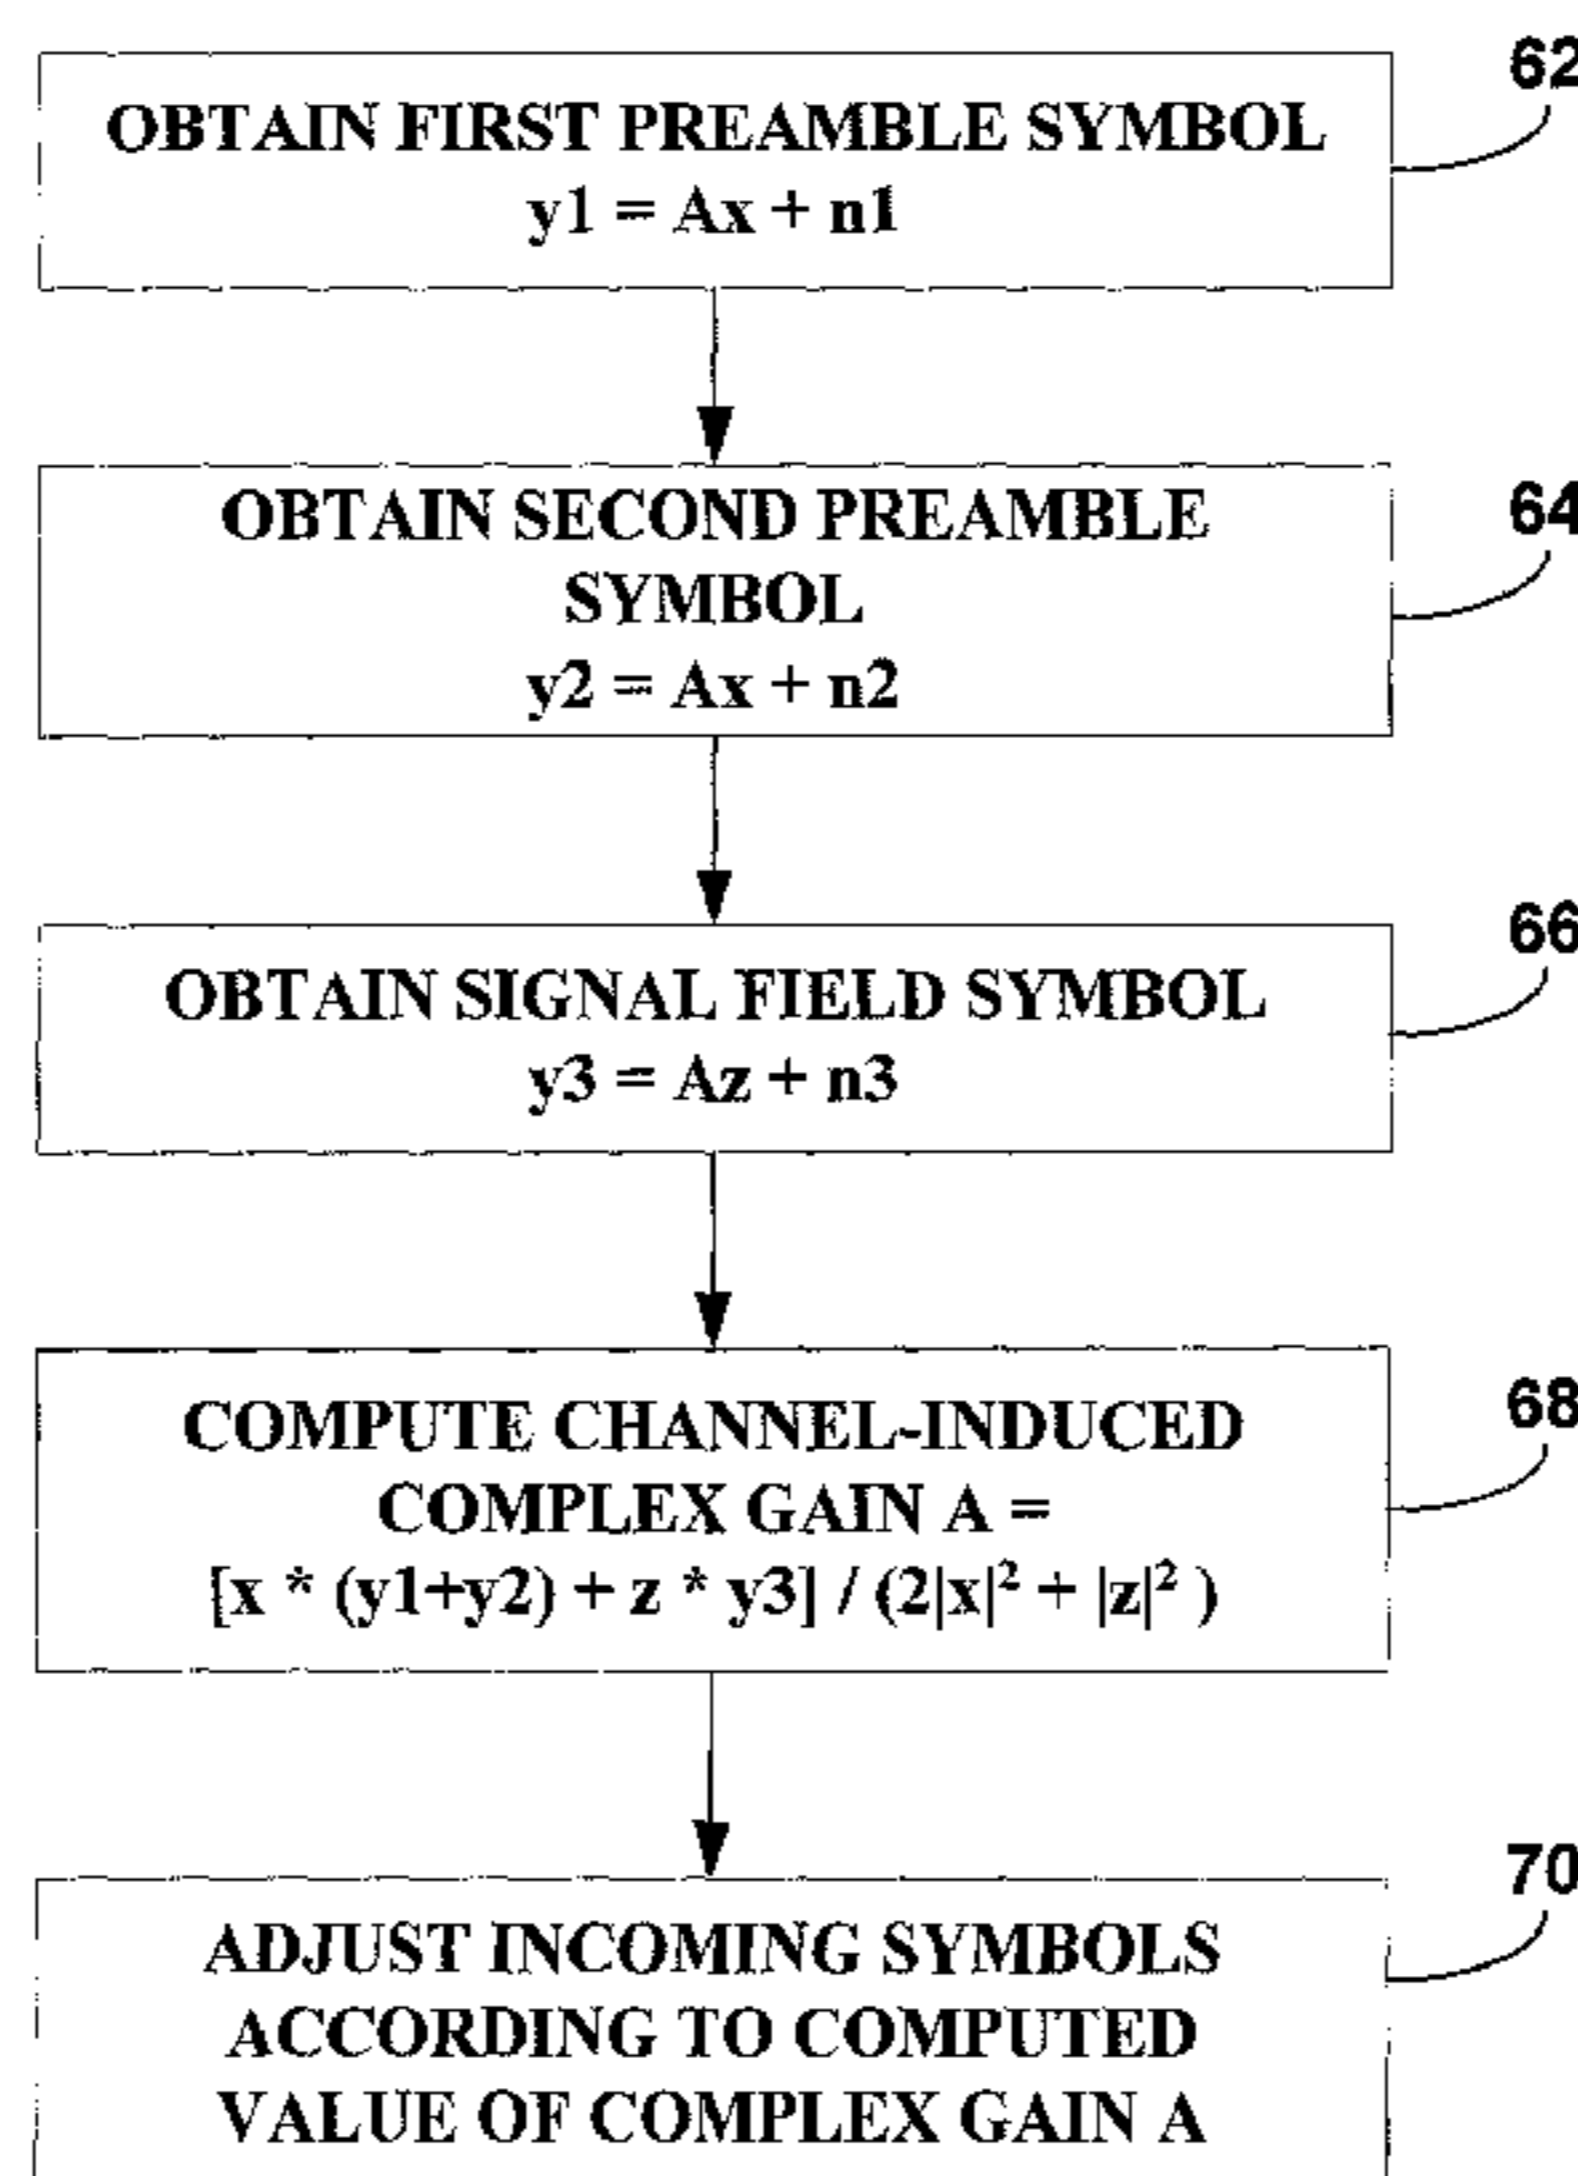 OBTAIN FIRST PREAMBLE SYMBOL
y1 = Ax + n1
62
OBTAIN SECOND PREAMBLE
SYMBOL
y2 = Ax + n2
64
OBTAIN SIGNAL FIELD SYMBOL
y3 = Az + n3
66
COMPUTE CHANNEL-INDUCED
COMPLEX GAIN A =
[x * (y1+y2) + z * y3] / (2|x|² + |z|² )
68
ADJUST INCOMING SYMBOLS
ACCORDING TO COMPUTED
VALUE OF COMPLEX GAIN A
70